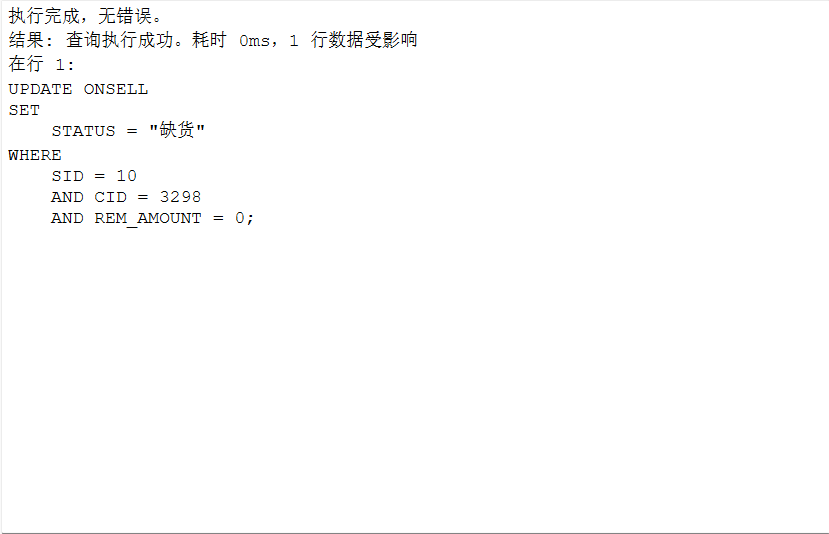 执行完成，无错误。
结果: 查询执行成功。耗时 0ms，1 行数据受影响
在行 1:
UPDATE ONSELL
SET
    STATUS = "缺货"
WHERE
    SID = 10
    AND CID = 3298
    AND REM_AMOUNT = 0;